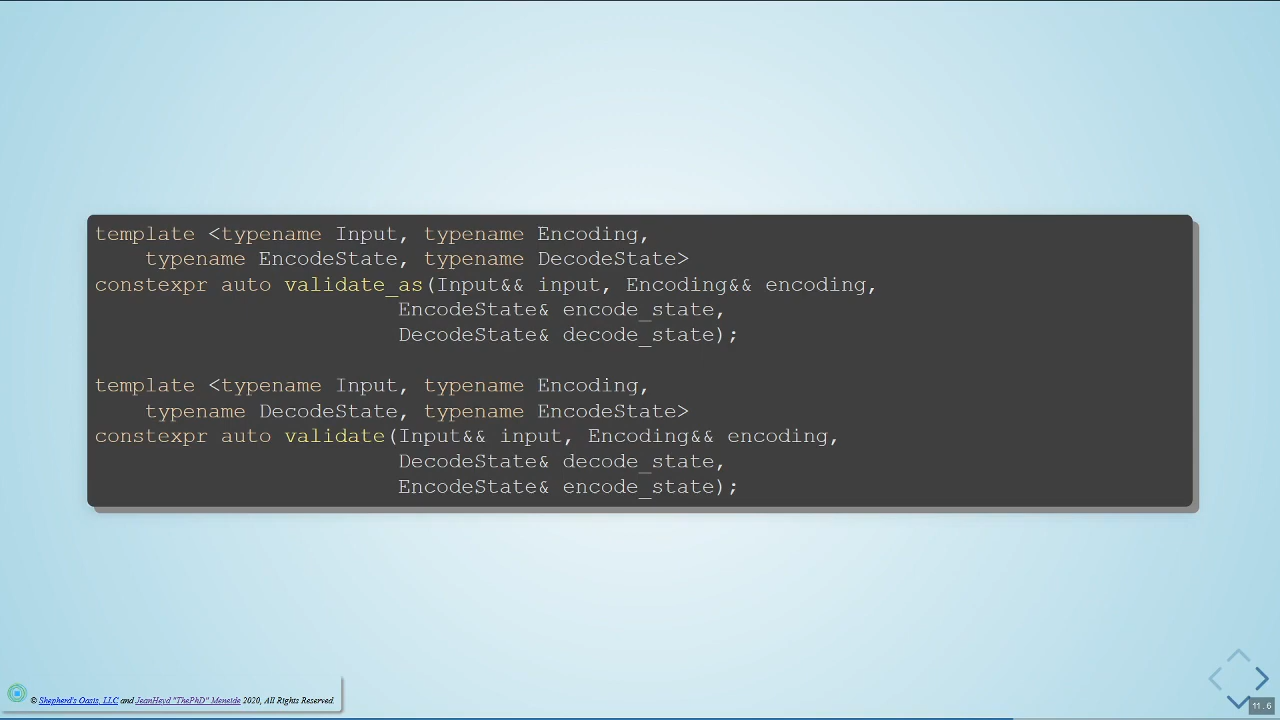 template <typename Input, typename Encoding,
    typename EncodeState, typename DecodeState>
constexpr auto validate_as(Input&& input, Encoding&& encoding,
                        EncodeState& encode_state,
                        DecodeState& decode_state);

template <typename Input, typename Encoding,
    typename DecodeState, typename EncodeState>
constexpr auto validate(Input&& input, Encoding&& encoding,
                        DecodeState& decode_state,
                        EncodeState& encode_state);
© Shepherd's Oasis, LLC and JeanHeyd "ThePhD" Meneide 2020, All Rights Reserved.
11.6